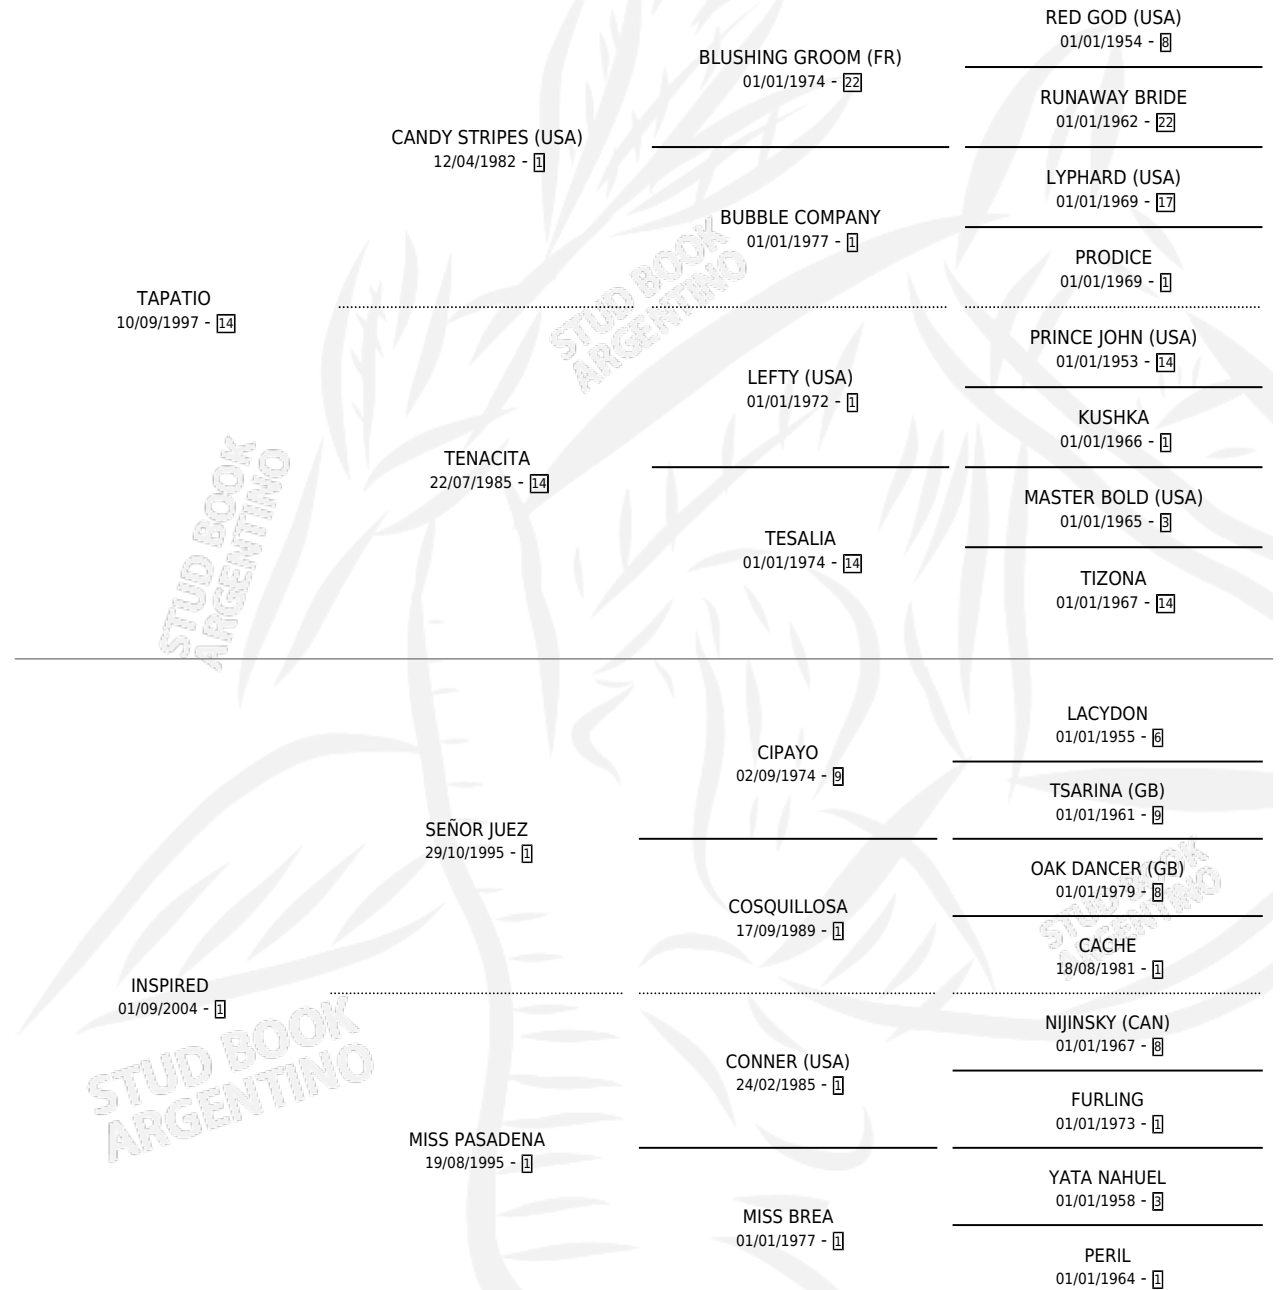 RED GOD (USA)
01/01/1954 - 8
BLUSHING GROOM (FR)
01/01/1974 - 22
RUNAWAY BRIDE
01/01/1962 - 22
CANDY STRIPES (USA)
12/04/1982 - 1
LYPHARD (USA)
01/01/1969 - 17
BUBBLE COMPANY
01/01/1977 - 1
PRODICE
01/01/1969 - 1
TAPATIO
10/09/1997 - 14
STUD BOOK
ARGENTINO
PRINCE JOHN (USA)
01/01/1953 - 14
LEFTY (USA)
01/01/1972 - 1
KUSHKA
01/01/1966 - 1
TENACITA
22/07/1985 - 14
MASTER BOLD (USA)
01/01/1965 - 3
TESALIA
01/01/1974 - 14
TIZONA
01/01/1967 - 14
STUD BOOK
ARGENTINO
LACYDON
01/01/1955 - 6
CIPAYO
02/09/1974 - 9
TSARINA (GB)
01/01/1961 - 9
SEÑOR JUEZ
29/10/1995 - 1
OAK DANCER (GB)
01/01/1979 - 8
STUD BOOK
ARGENTINO
COSQUILLOSA
17/09/1989 - 1
CACHE
18/08/1981 - 1
INSPIRED
01/09/2004 - 1
STUD BOOK
ARGENTINO
NIJINSKY (CAN)
01/01/1967 - 8
CONNER (USA)
24/02/1985 - 1
FURLING
01/01/1973 - 1
MISS PASADENA
19/08/1995 - 1
YATA NAHUEL
01/01/1958 - 3
MISS BREA
01/01/1977 - 1
PERIL
01/01/1964 - 1